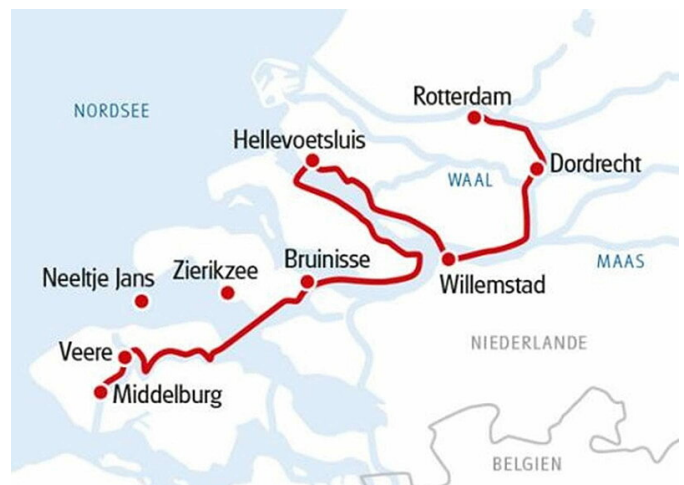 Rotterdam
NORDSEE
Hellevoetsluis
Dordrecht
WAAL
Bruinisse
Zierikzee
Neeltje Jans
MAAS
Willemstad
NIEDERLANDE
Veere
Middelburg
BELGIEN